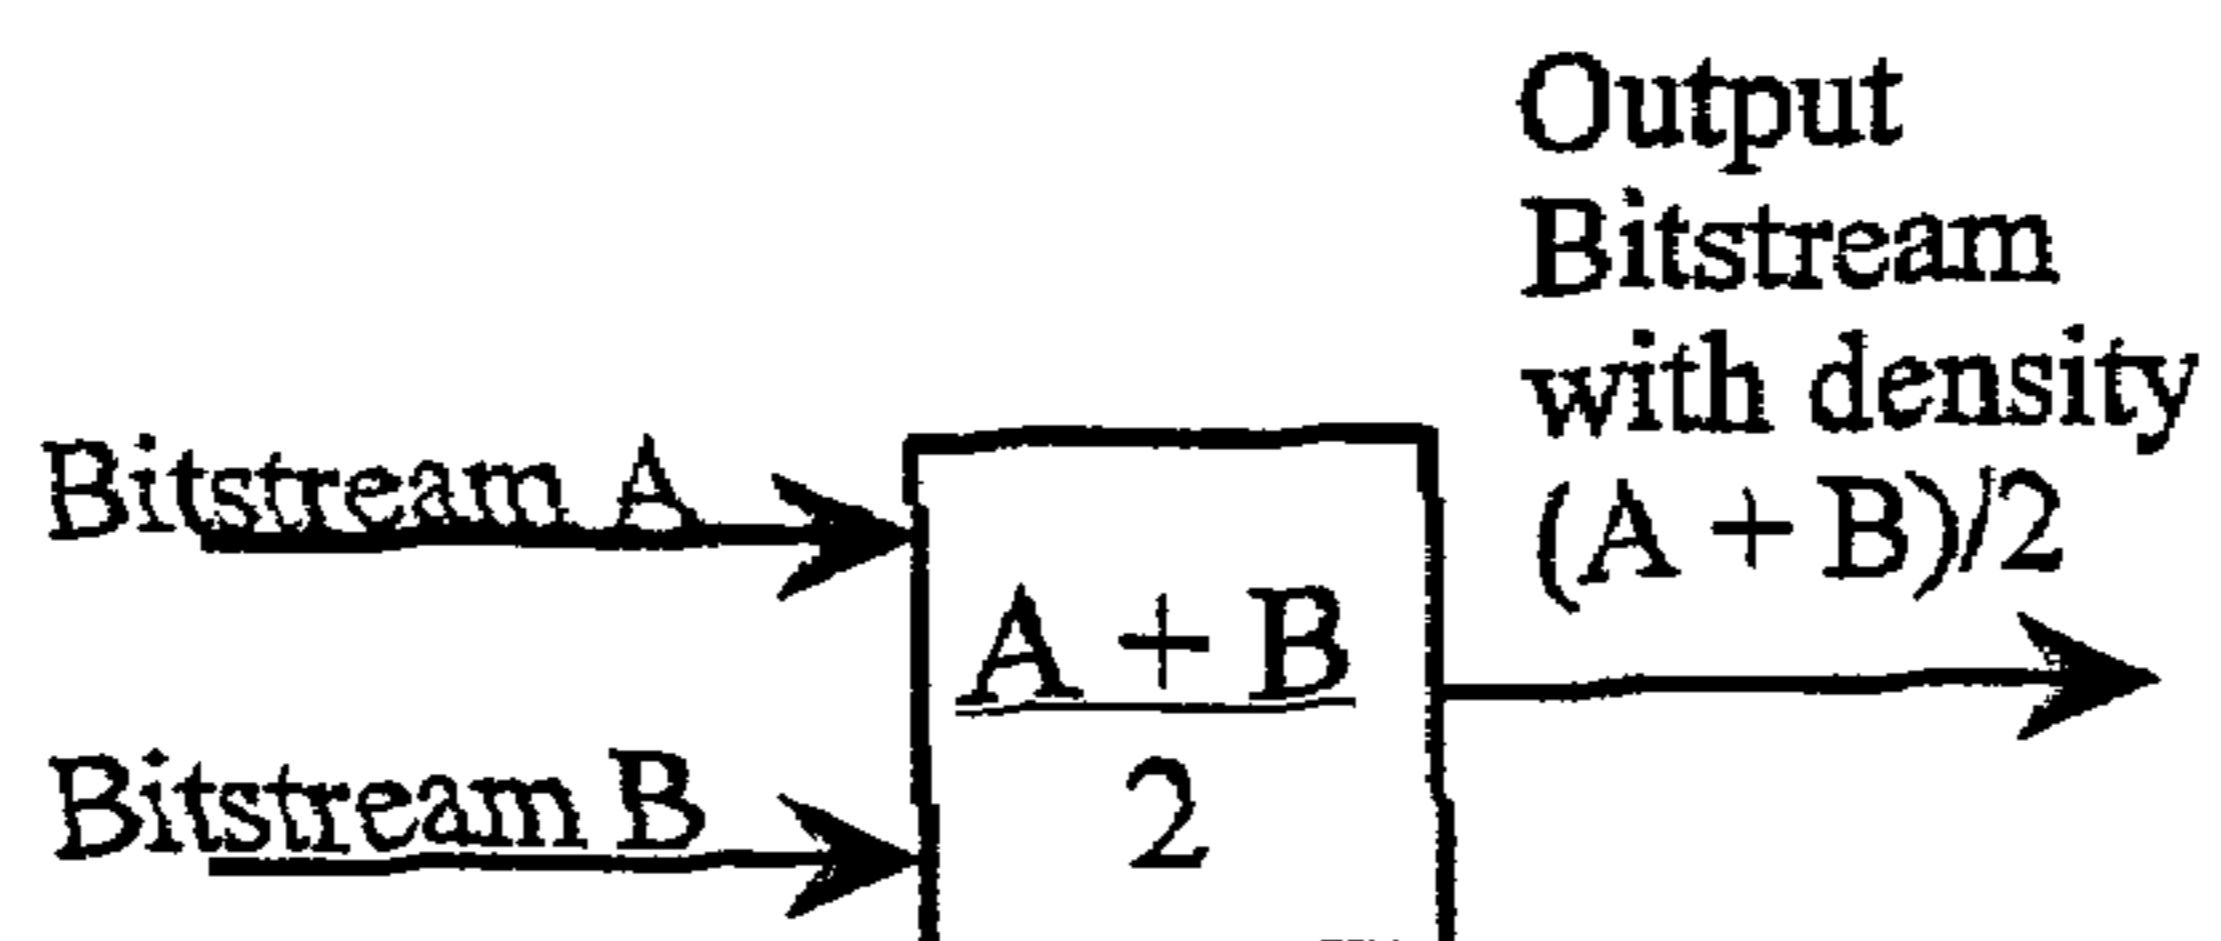 Output
Bitstream
with density
(A + B)/2
Bitstream A
A + B
2
Bitstream B